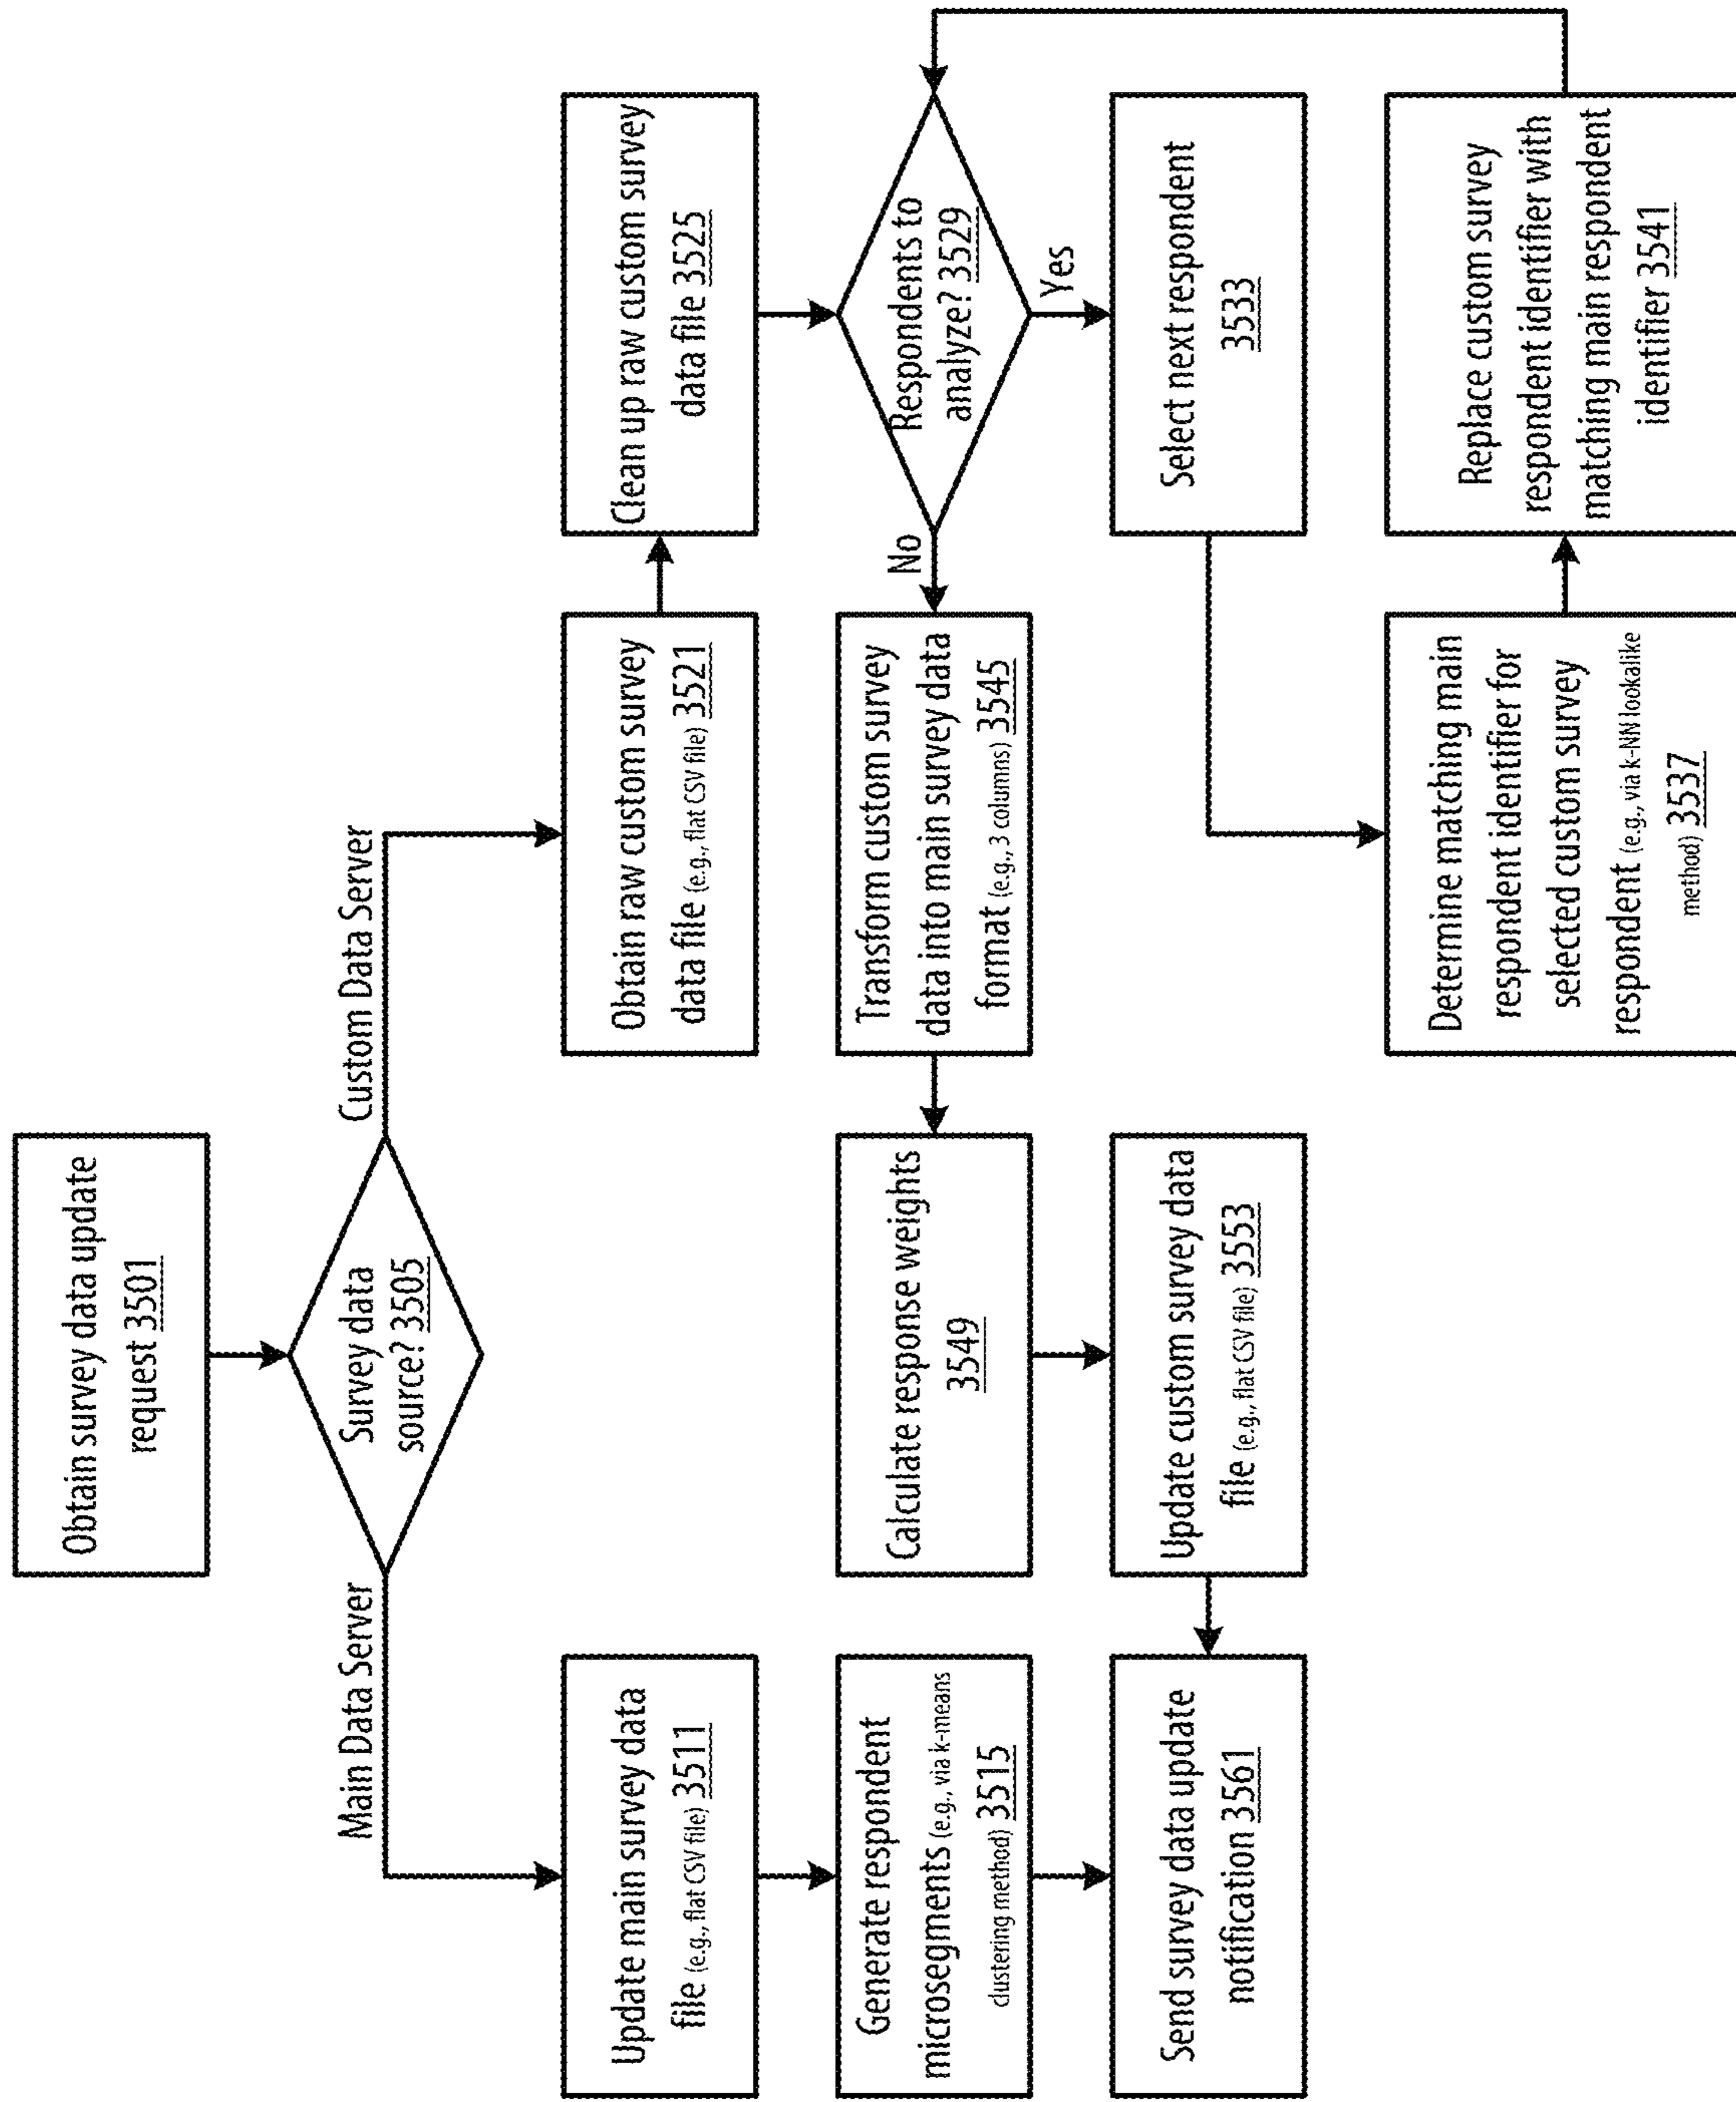 Obtain survey data update
request 3501
Survey data
source? 3505
Main Data Server
Custom Data Server
Update main survey data
file (e.g., flat CSV file) 3511
Generate respondent
microsegments (e.g., via k-means
clustering method) 3515
Send survey data update
notification 3561
Obtain raw custom survey
data file (e.g., flat CSV file) 3521
Clean up raw custom survey
data file 3525
Respondents to
analyze? 3529
No
Yes
Transform custom survey
data into main survey data
format (e.g., 3 columns) 3545
Calculate response weights
3549
Update custom survey data
file (e.g., flat CSV file) 3553
Select next respondent
3533
Determine matching main
respondent identifier for
selected custom survey
respondent (e.g., via k-NN lookalike
method) 3537
Replace custom survey
respondent identifier with
matching main respondent
identifier 3541